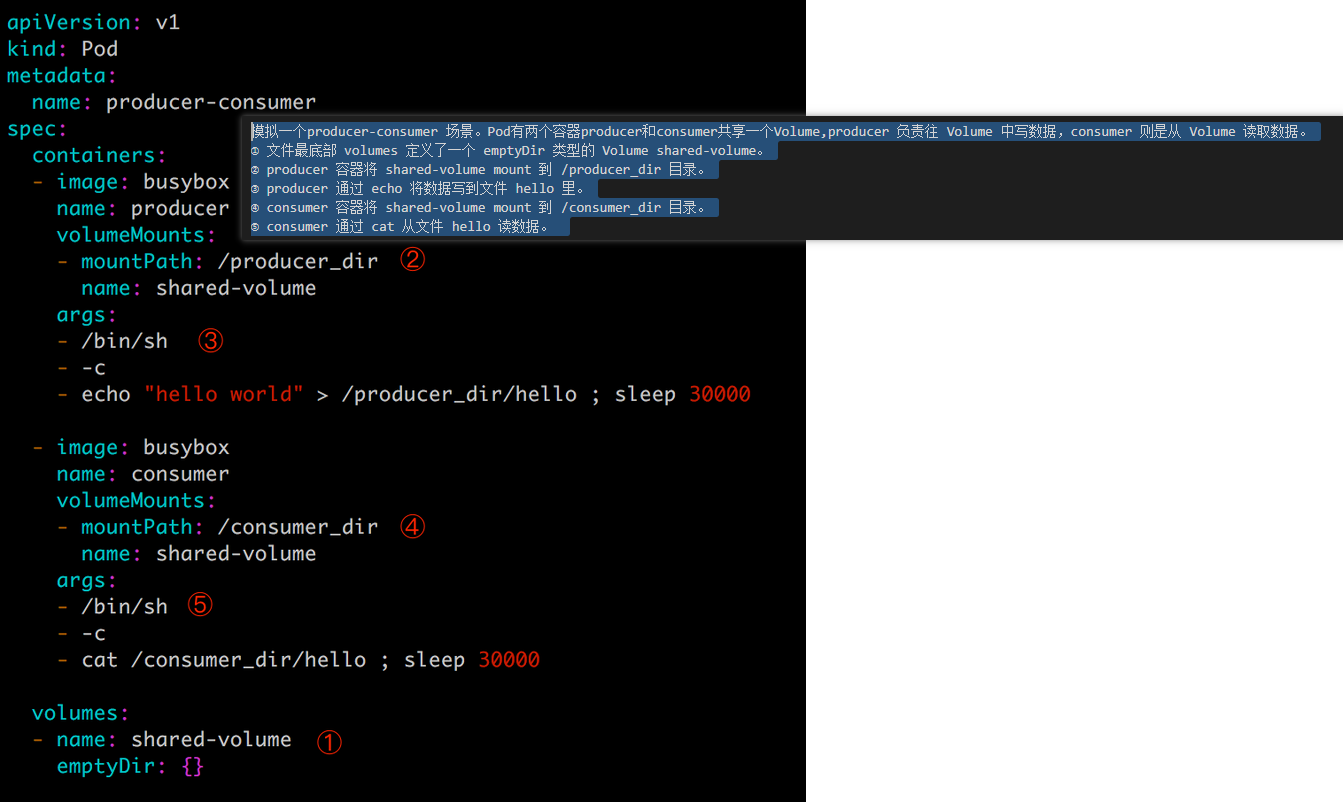 apiVersion: v1
kind: Pod
metadata:
  name: producer-consumer
spec:
  containers:
  - image: busybox
    name: producer
    volumeMounts:
    - mountPath: /producer_dir ②
      name: shared-volume
    args:
    - /bin/sh ③
    - -c
    - echo "hello world" > /producer_dir/hello ; sleep 30000
  - image: busybox
    name: consumer
    volumeMounts:
    - mountPath: /consumer_dir ④
      name: shared-volume
    args:
    - /bin/sh ⑤
    - -c
    - cat /consumer_dir/hello ; sleep 30000
  volumes:
  - name: shared-volume ①
    emptyDir: {}
摸拟一个producer-consumer 场景。Pod有两个容器producer和consumer共享一个Volume,producer 负责往 Volume 中写数据，consumer 则是从 Volume 读取数据。
① 文件最底部 volumes 定义了一个 emptyDir 类型的 Volume shared-volume。
② producer 容器将 shared-volume mount 到 /producer_dir 目录。
③ producer 通过 echo 将数据写到文件 hello 里。
④ consumer 容器将 shared-volume mount 到 /consumer_dir 目录。
⑤ consumer 通过 cat 从文件 hello 读数据。